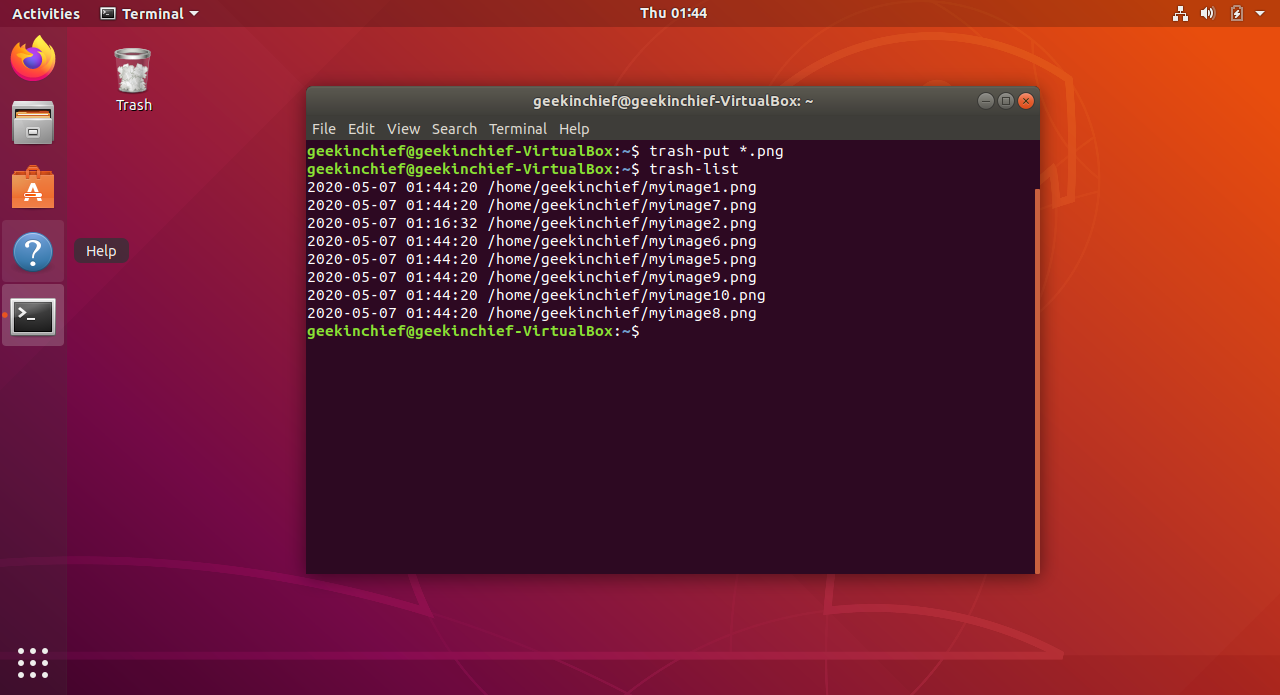 Activities Terminal Thu 01:44
Trash
geekinchief@geekinchief-VirtualBox: ~
File Edit View Search Terminal Help
geekinchief@geekinchief-VirtualBox:~$ trash-put *.png
geekinchief@geekinchief-VirtualBox:~$ trash-list
2020-05-07 01:44:20 /home/geekinchief/myimage1.png
2020-05-07 01:44:20 /home/geekinchief/myimage7.png
2020-05-07 01:16:32 /home/geekinchief/myimage2.png
2020-05-07 01:44:20 /home/geekinchief/myimage6.png
2020-05-07 01:44:20 /home/geekinchief/myimage5.png
2020-05-07 01:44:20 /home/geekinchief/myimage9.png
2020-05-07 01:44:20 /home/geekinchief/myimage10.png
2020-05-07 01:44:20 /home/geekinchief/myimage8.png
geekinchief@geekinchief-VirtualBox:~$
Help